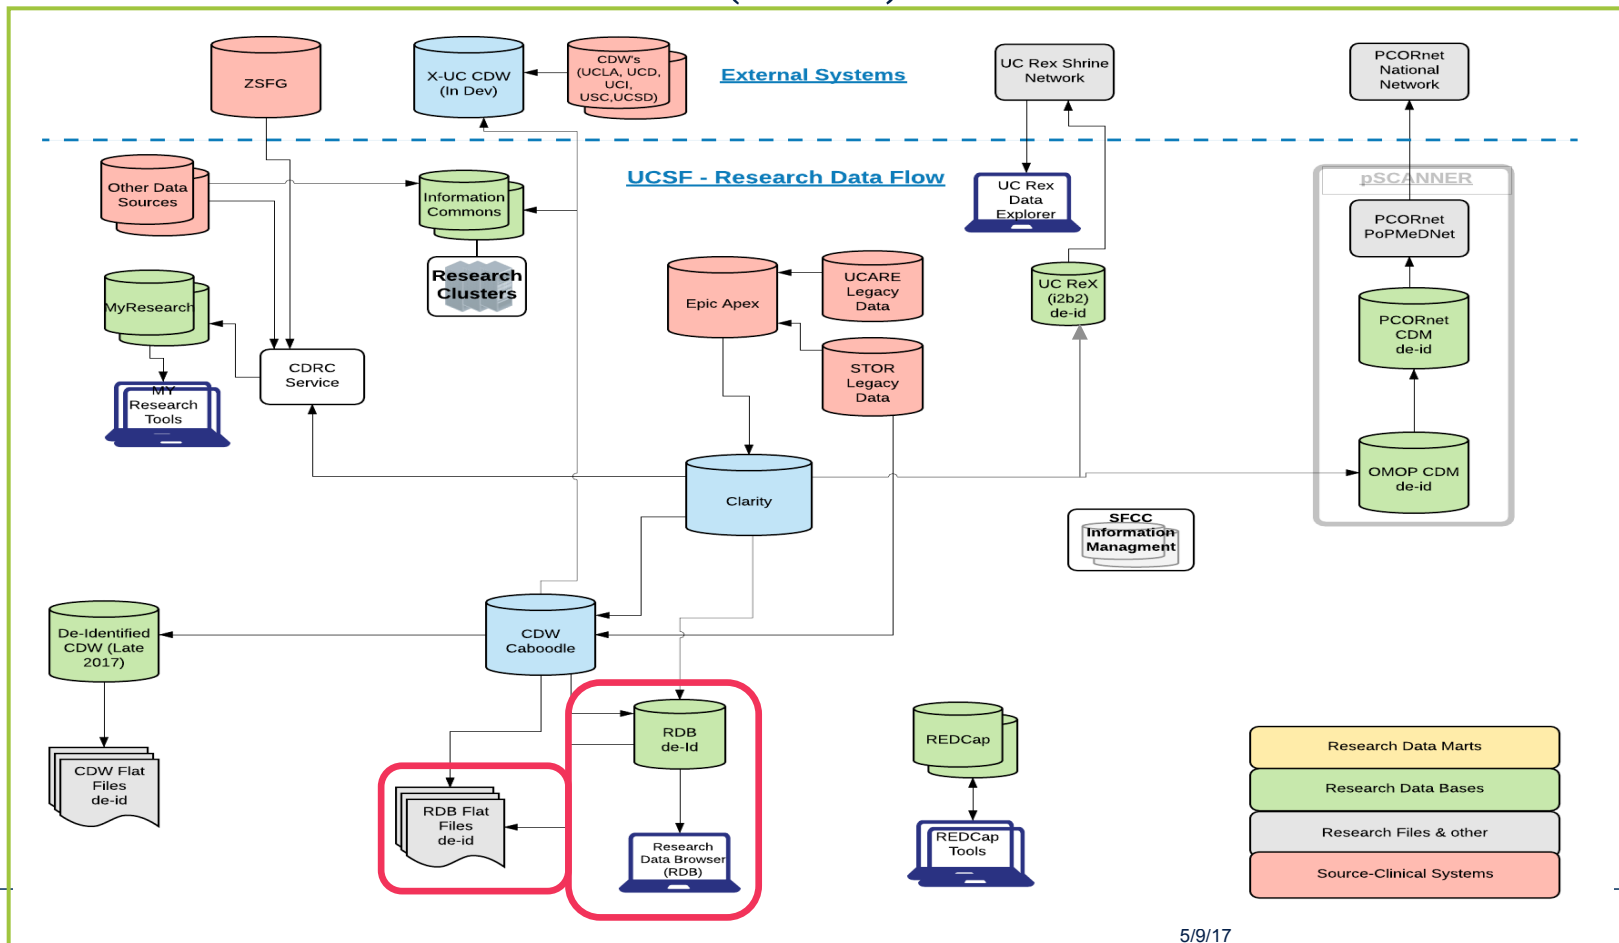 ZSFG
X-UC CDW
(In Dev)
CDW's
(UCLA, UCD,
UCI,
USC,UCSD)
External Systems
UC Rex Shrine
Network
PCORnet
National
Network
Other Data
Sources
Information
Commons
UCSF - Research Data Flow
UC Rex
Data
Explorer
pSCANNER
PCORnet
PoPMeDNet
Research
Clusters
MyResearch
Epic Apex
UCARE
Legacy
Data
UC ReX
(i2b2)
de-id
PCORnet
CDM
de-id
CDRC
Service
STOR
Legacy
Data
MY
Research
Tools
Clarity
OMOP CDM
de-id
SFCC
Information
Managment
De-Identified
CDW (Late
2017)
CDW
Caboodle
RDB
de-Id
REDCap
CDW Flat
Files
de-id
RDB Flat
Files
de-id
Research
Data Browser
(RDB)
REDCap
Tools
Research Data Marts
Research Data Bases
Research Files & other
Source-Clinical Systems
5/9/17